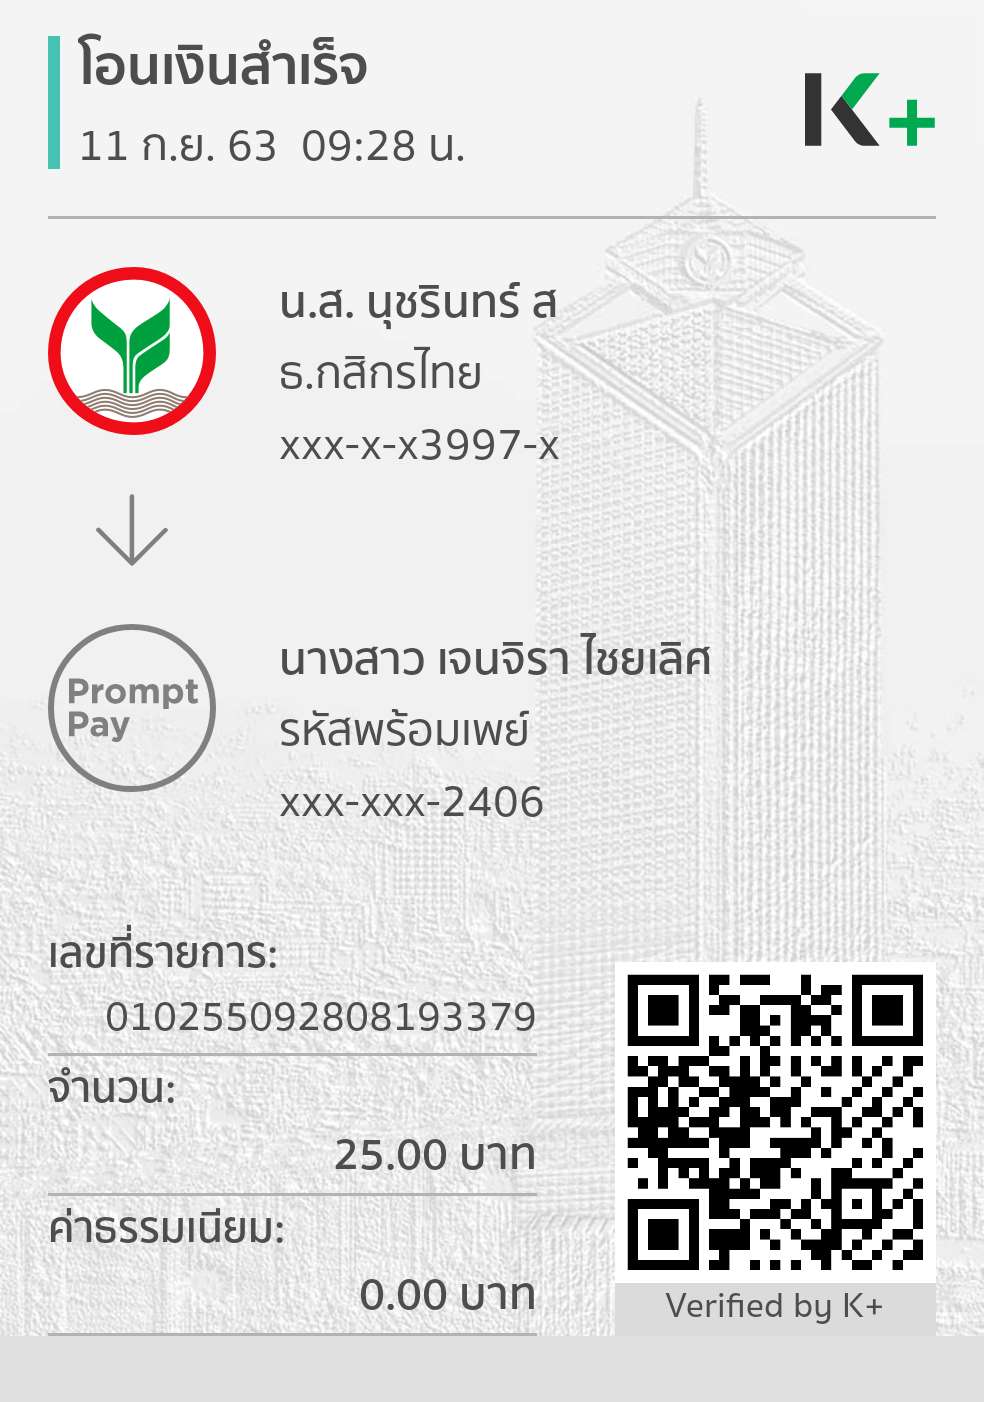 โอนเงินสำเร็จ
11 ก.ย. 63 09:28 น.
K+
น.ส. นุชรินทร์ ส
ธ.กสิกรไทย
xxx-x-x3997-x
Prompt
Pay
นางสาว เจนจิรา ไชยเลิศ
รหัสพร้อมเพย์
xxx-xxx-2406
เลขที่รายการ:
010255092808193379
จำนวน:
25.00 บาท
ค่าธรรมเนียม:
0.00 บาท
Verified by K+